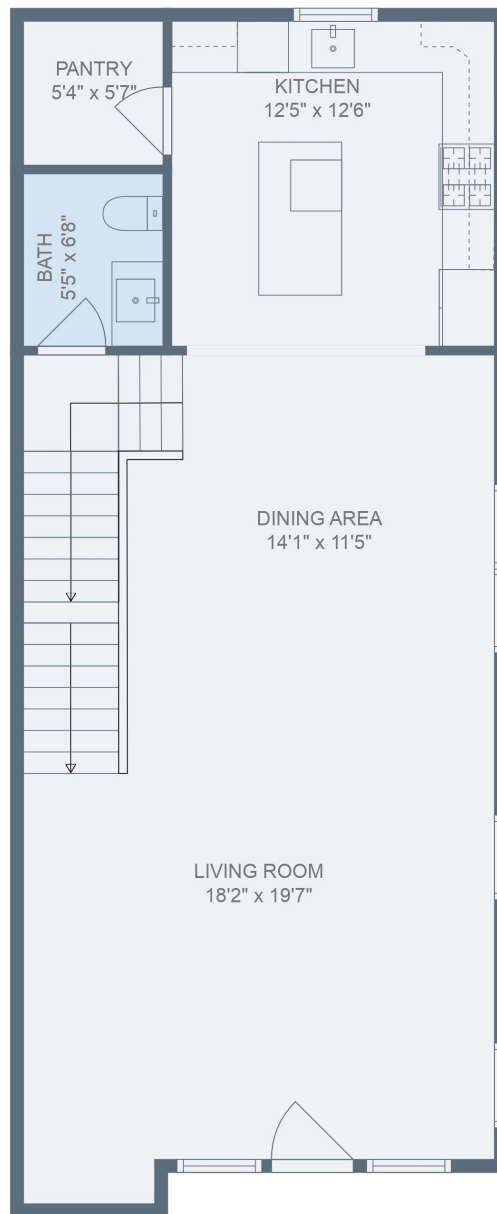 PANTRY
5'4" x 5'7"
KITCHEN
12'5" x 12'6"
BATH
5'5" x 6'8"
DINING AREA
14'1" x 11'5"
LIVING ROOM
18'2" x 19'7"